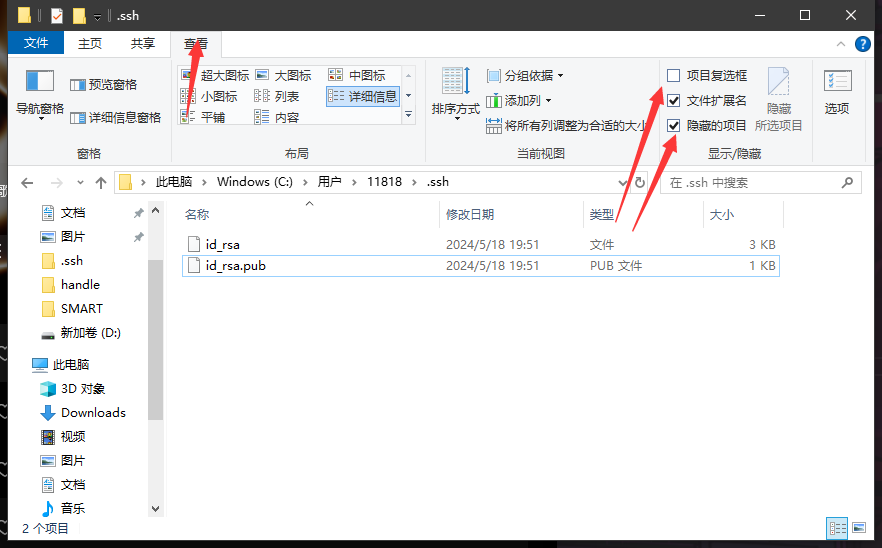 .ssh
文件 主页 共享 查看
导航窗格
预览窗格
详细信息窗格
窗格
超大图标 大图标 中图标
小图标 列表 详细信息
平铺 内容
布局
排序方式
分组依据
添加列
将所有列调整为合适的大小
当前视图
项目复选框
文件扩展名
隐藏的项目
隐藏
所选项目
显示/隐藏
选项
此电脑 Windows (C:) 用户 11818 .ssh
在 .ssh 中搜索
文档
图片
.ssh
handle
SMART
新加卷 (D:)
此电脑
3D 对象
Downloads
视频
图片
文档
音乐
名称 修改日期 类型 大小
id_rsa 2024/5/18 19:51 文件 3 KB
id_rsa.pub 2024/5/18 19:51 PUB 文件 1 KB
2 个项目